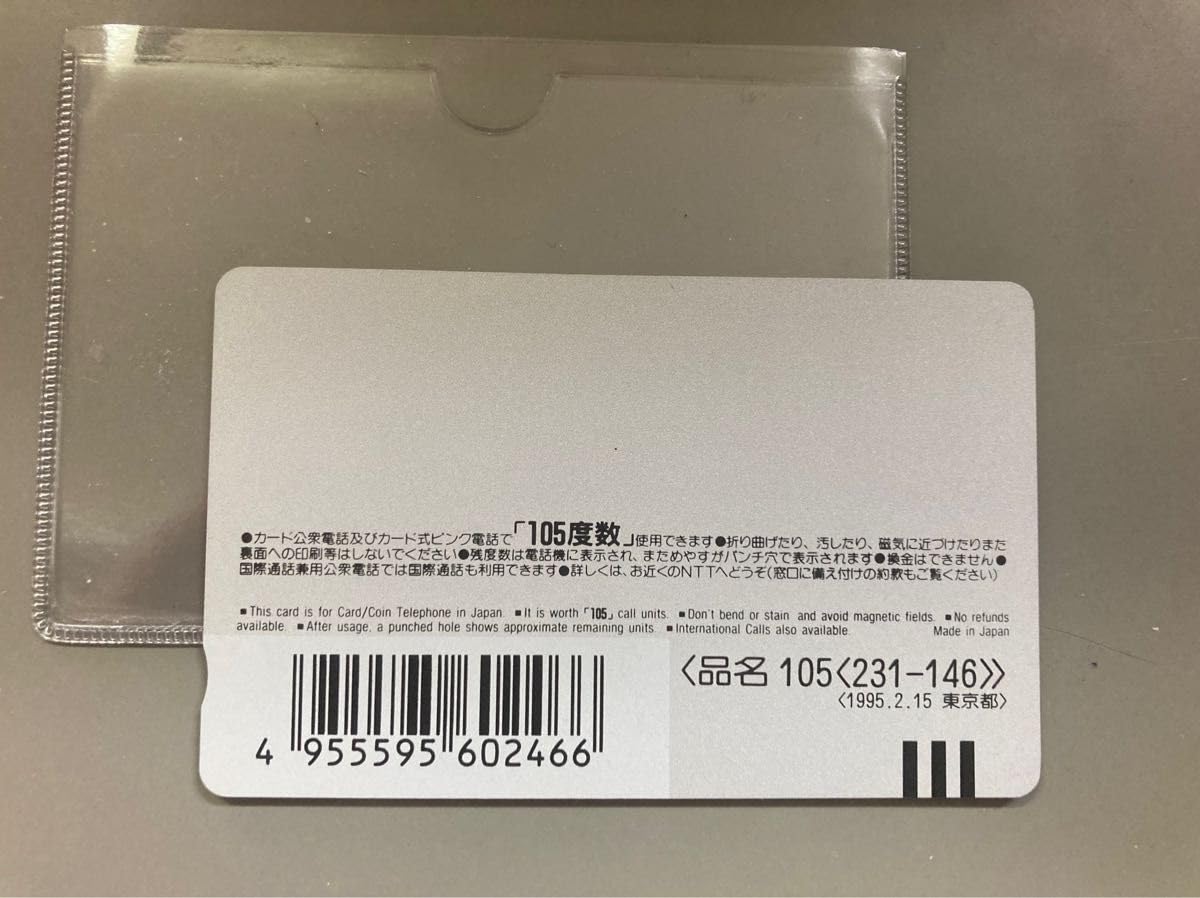 ●カード公衆電話及びカード式ピンク電話で「105度数」使用できます●折り曲げたり、汚したり、磁気に近づけたりまた
裏面への印刷等はしないでください●残度数は電話機に表示され、まためやすがパンチ穴で表示されます●換金はできません●
国際通話兼用公衆電話では国際通話も利用できます●詳しくは、お近くのNTTへどうぞ(窓口に備え付けの約款もご覧ください)
■This card is for Card/Coin Telephone in Japan. ■It is worth「105」call units. ■Don't bend or stain and avoid magnetic fields. ■No refunds
available. ■After usage, a punched hole shows approximate remaining units. ■International Calls also available. Made in Japan
〈品名 105〈231-146〉〉
〈1995.2.15 東京都〉
4 955595 602466